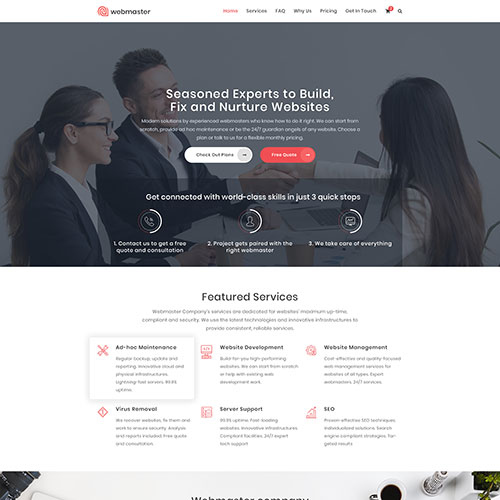 webmaster
Home Services FAQ Why Us Pricing Get In Touch
Seasoned Experts to Build,
Fix and Nurture Websites
Modern solutions by experienced webmasters who know how to do it right. We can start from
scratch, provide ad hoc maintenance or be the 24/7 guardian angels of any website. Choose a
plan or talk to us for a flexible monthly pricing.
Check Out Plans
Free Quote
Get connected with world-class skills in just 3 quick steps
1. Contact us to get a free
quote and consultation
2. Project gets paired with the
right webmaster
3. We take care of everything
Featured Services
Webmaster Company's services are dedicated for websites' maximum up-time,
compliant and security. We use the latest technologies and innovative infrastructures to
provide consistent, reliable services.
Ad-hoc Maintenance
Regular backup, update and
reporting. Innovative cloud and
physical infrastructures.
Lightning-fast servers, 99.9%
uptime.
Website Development
Build-for-you high-performing
websites. We can start from scratch
or help with existing web
development work.
Website Management
Cost-effective and quality-focused
web management services for
websites of all types. Expert
webmasters, 24/7 services.
Virus Removal
We recover websites, fix them and
work to ensure security. Analysis
and reports included. Free quote
and consultation.
Server Support
99.9% uptime. Fast-loading
websites. Innovative infrastructures
Compliant facilities. 24/7 expert
tech support
SEO
Proven-effective SEO techniques.
Individualized solutions. Search
engine compliant strategies. Tar-
geted results
Webmaster company